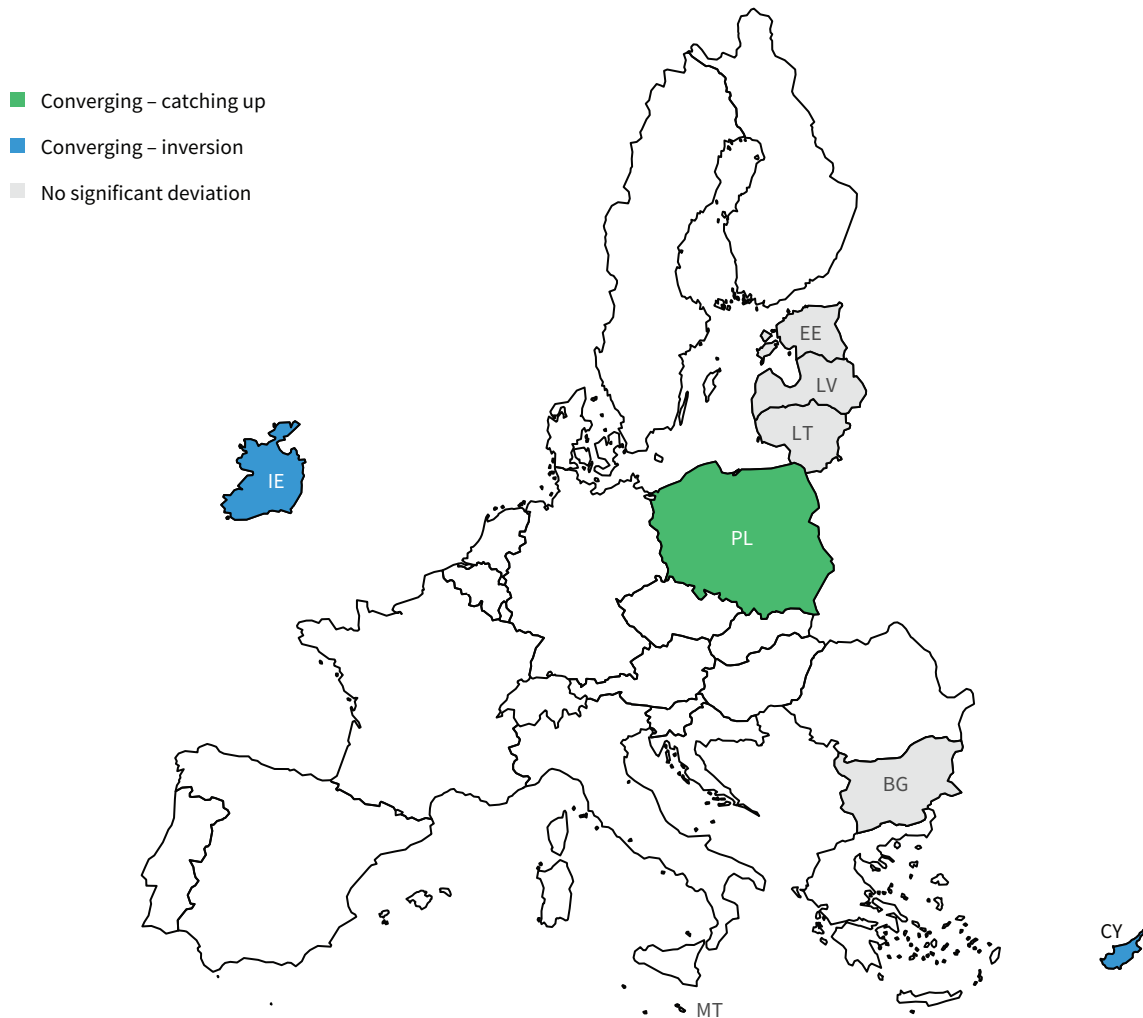 Converging – catching up
Converging – inversion
No significant deviation
EE
LV
LT
IE
PL
BG
CY
MT